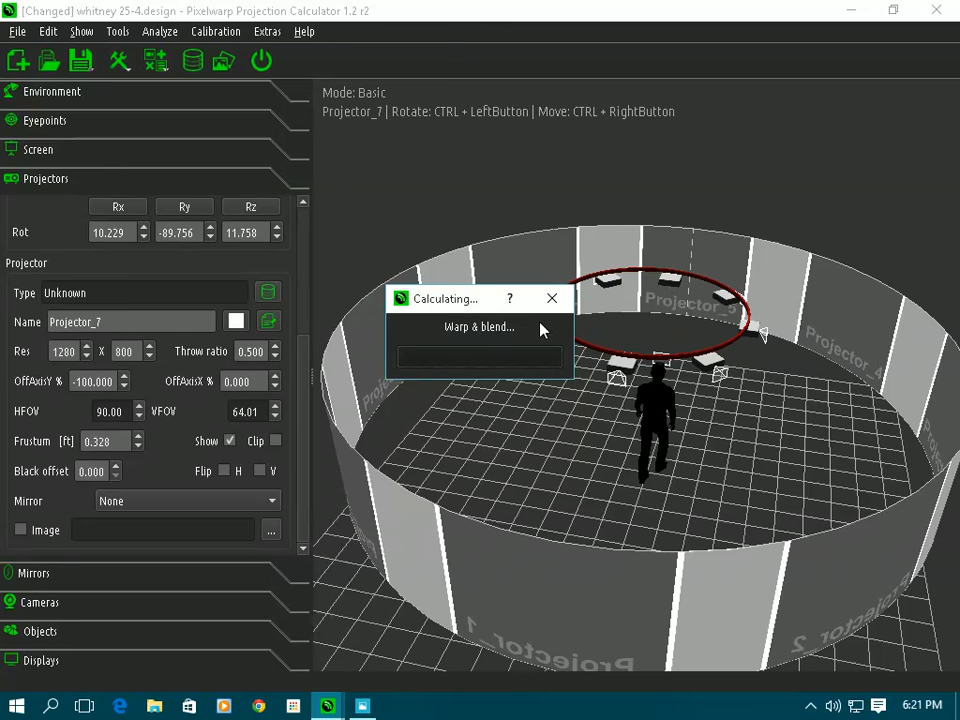 [Changed] whitney 25-4.design - Pixelwarp Projection Calculator 1.2 r2
File Edit Show Tools Analyze Calibration Extras Help
Environment
Eyepoints
Screen
Projectors
Rx Ry Rz
Rot 10.229 -89.756 11.758
Projector
Type Unknown
Name Projector_7
Res 1280 X 800 Throw ratio 0.500
OffAxisY % -100.000 OffAxisX % 0.000
HFOV 90.00 VFOV 64.01
Frustum [ft] 0.328 Show Clip
Black offset 0.000 Flip H V
Mirror None
Image ...
Mirrors
Cameras
Objects
Displays
Mode: Basic
Projector_7 | Rotate: CTRL + LeftButton | Move: CTRL + RightButton
Calculating... ?
Warp & blend...
Projector_5
Projector_4
Projector_1
Projector_2
6:21 PM